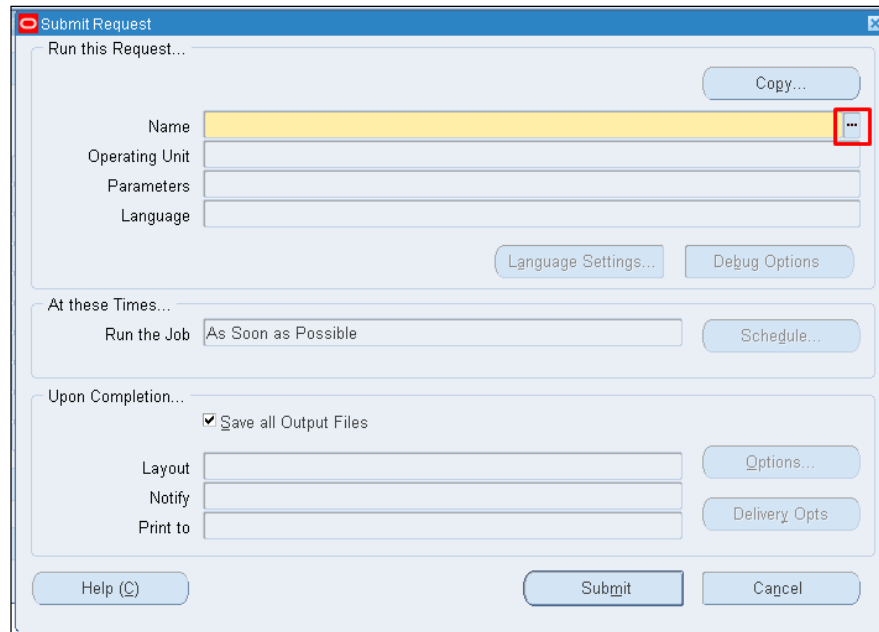 Submit Request
Run this Request...
Copy...
Name
Operating Unit
Parameters
Language
Language Settings... Debug Options
At these Times...
Run the Job As Soon as Possible Schedule...
Upon Completion...
Save all Output Files
Layout Options...
Notify
Delivery Opts
Print to
Help (C) Submit Cancel